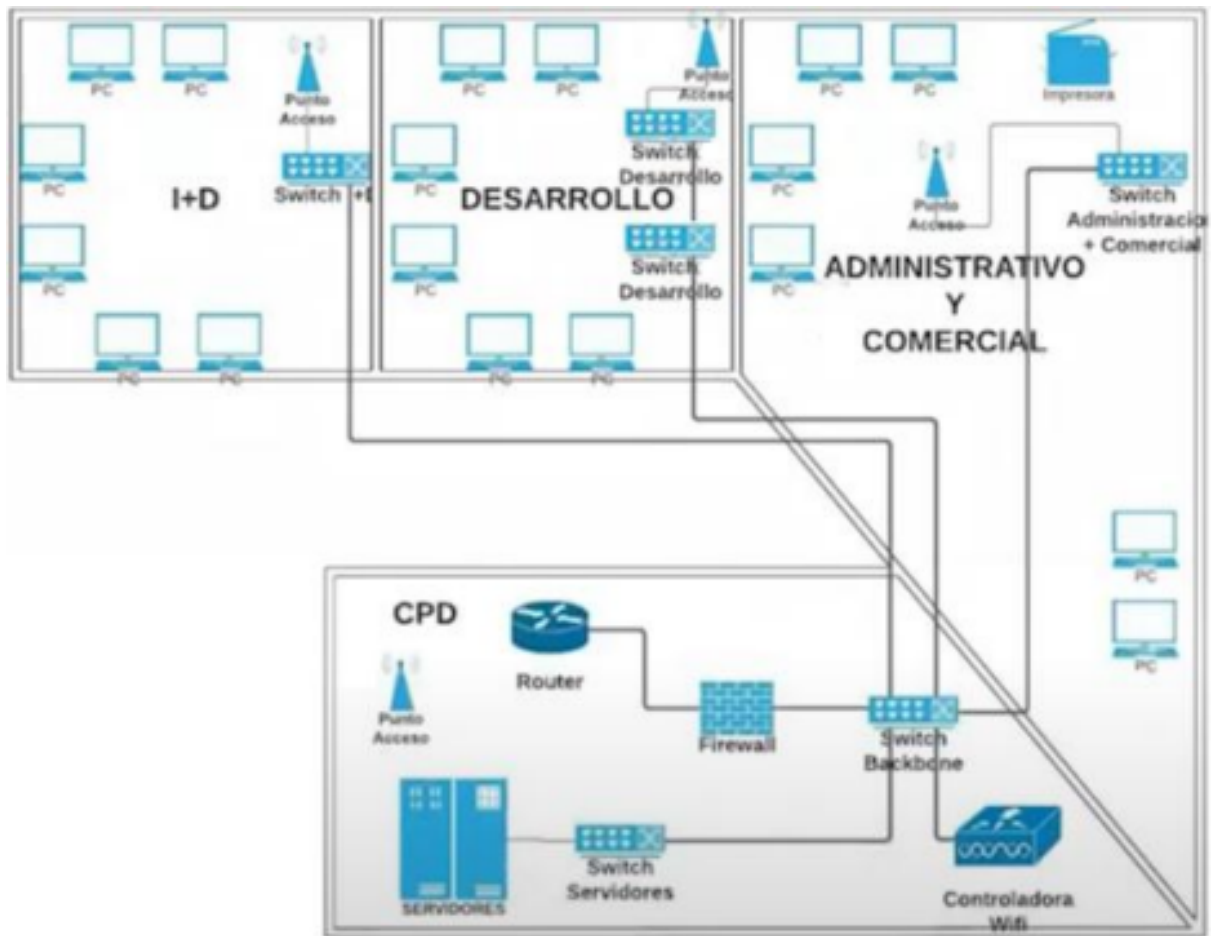 PC
PC
Punto
Acceso
PC
PC
Switch I+D
I+D
PC
PC
PC
PC
Punto
Acceso
Switch
Desarrollo
PC
DESARROLLO
PC
Switch
Desarrollo
PC
PC
PC
PC
Impresora
PC
Punto
Acceso
Switch
Administracio
+ Comercial
PC
ADMINISTRATIVO
Y
COMERCIAL
PC
PC
CPD
Router
Punto
Acceso
Firewall
Switch
Backbone
SERVIDORES
Switch
Servidores
Controladora
Wifi